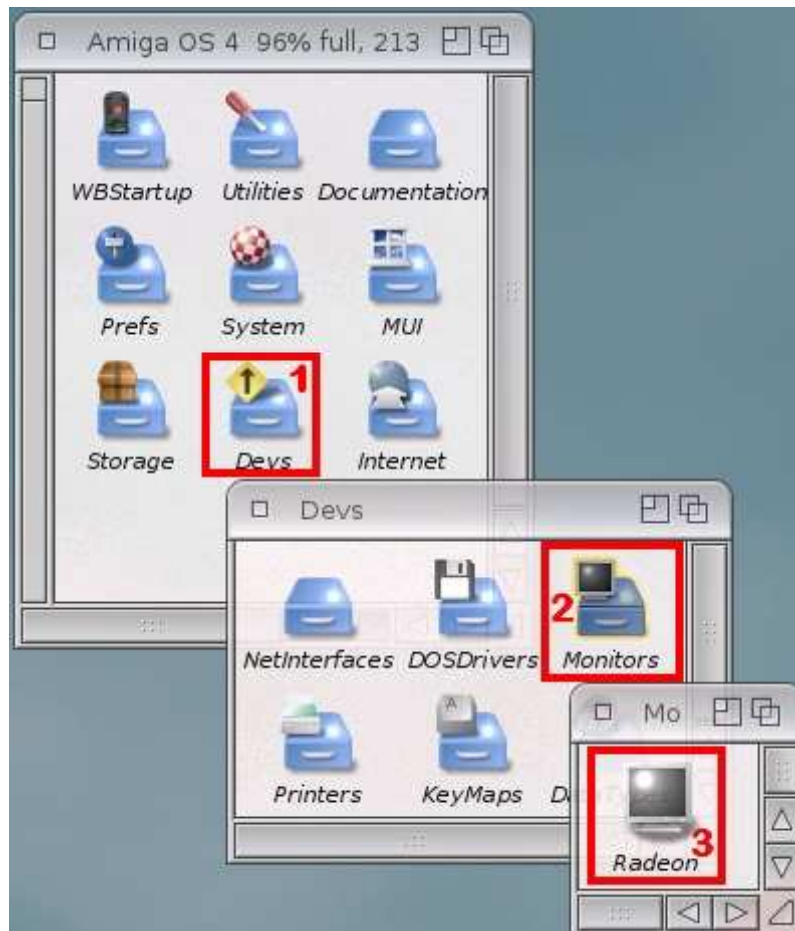 Amiga OS 4 96% full, 213
WBStartup Utilities Documentation
Prefs System MUI
1
Storage Devs Internet
Devs
2
A
NetInterfaces DOSDrivers Monitors
Mo
Printers KeyMaps
3
Radeon